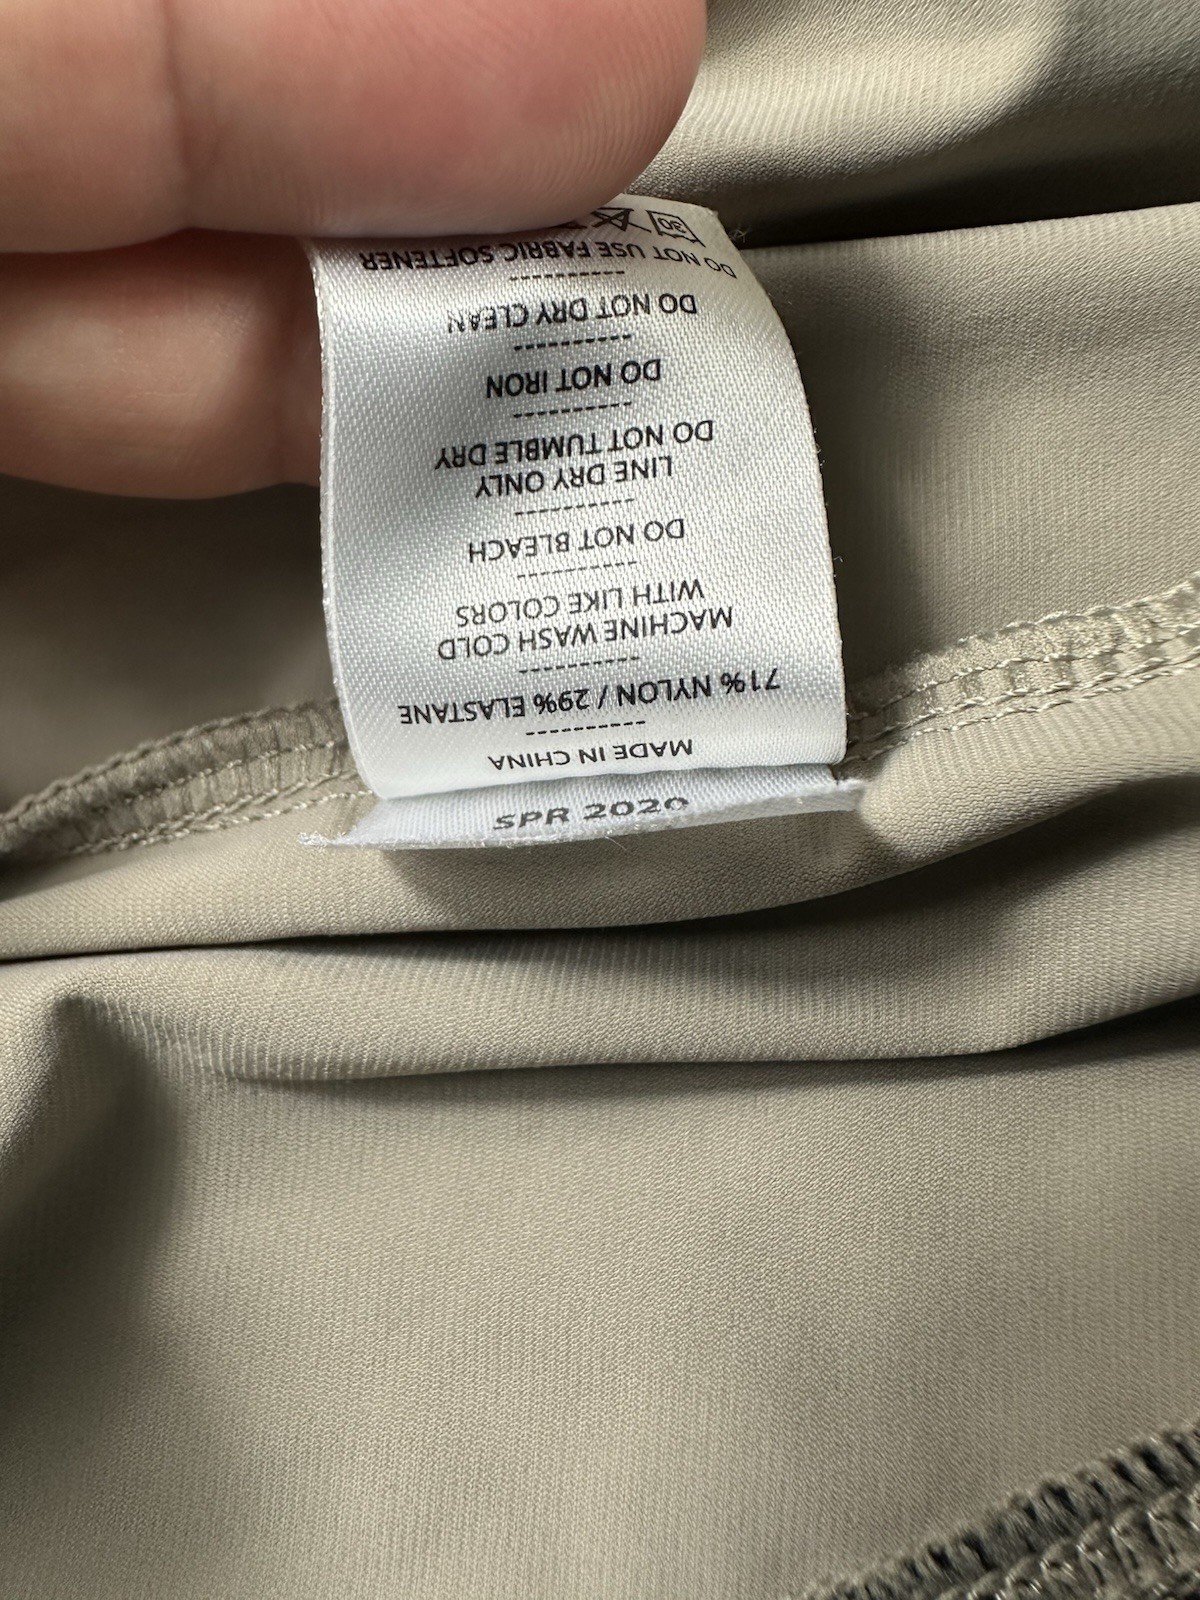 SPR 2020
MADE IN CHINA
71% NYLON / 29% ELASTANE
MACHINE WASH COLD
WITH LIKE COLORS
DO NOT BLEACH
LINE DRY ONLY
DO NOT TUMBLE DRY
DO NOT IRON
DO NOT DRY CLEAN
DO NOT USE FABRIC SOFTENER
30